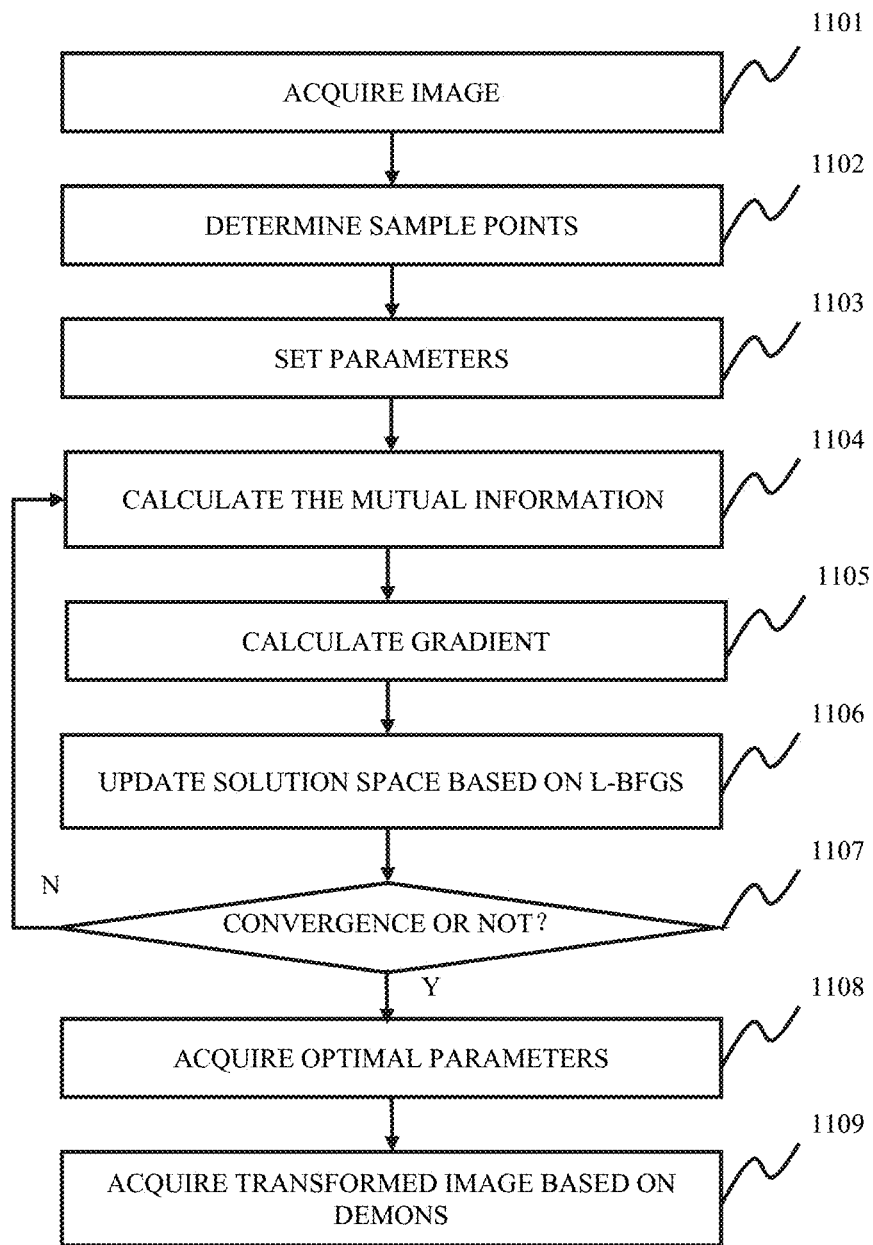 1101
ACQUIRE IMAGE
1102
DETERMINE SAMPLE POINTS
1103
SET PARAMETERS
1104
CALCULATE THE MUTUAL INFORMATION
1105
CALCULATE GRADIENT
1106
UPDATE SOLUTION SPACE BASED ON L-BFGS
1107
N
CONVERGENCE OR NOT?
Y
1108
ACQUIRE OPTIMAL PARAMETERS
1109
ACQUIRE TRANSFORMED IMAGE BASED ON
DEMONS